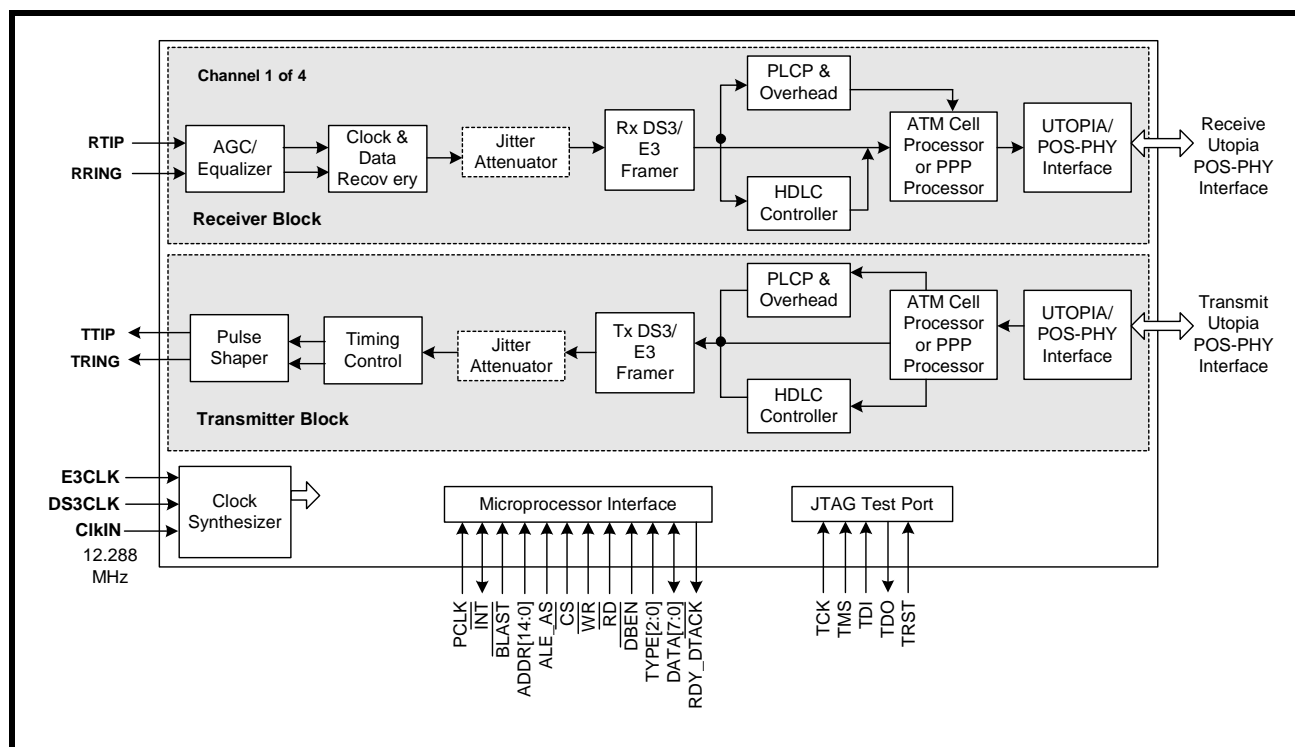 Channel 1 of 4
RTIP
RRING
AGC/
Equalizer
Clock &
Data
Recov ery
Jitter
Attenuator
Rx DS3/
E3
Framer
PLCP &
Overhead
HDLC
Controller
ATM Cell
Processor
or PPP
Processor
UTOPIA/
POS-PHY
Interface
Receive
Utopia
POS-PHY
Interface
Receiver Block
TTIP
TRING
Pulse
Shaper
Timing
Control
Jitter
Attenuator
Tx DS3/
E3
Framer
PLCP &
Overhead
HDLC
Controller
ATM Cell
Processor
or PPP
Processor
UTOPIA/
POS-PHY
Interface
Transmit
Utopia
POS-PHY
Interface
Transmitter Block
E3CLK
DS3CLK
ClkIN
12.288
MHz
Clock
Synthesizer
Microprocessor Interface
PCLK
INT
BLAST
ADDR[14:0]
ALE_AS
CS
WR
RD
DBEN
TYPE[2:0]
DATA[7:0]
RDY_DTACK
JTAG Test Port
TCK
TMS
TDI
TDO
TRST